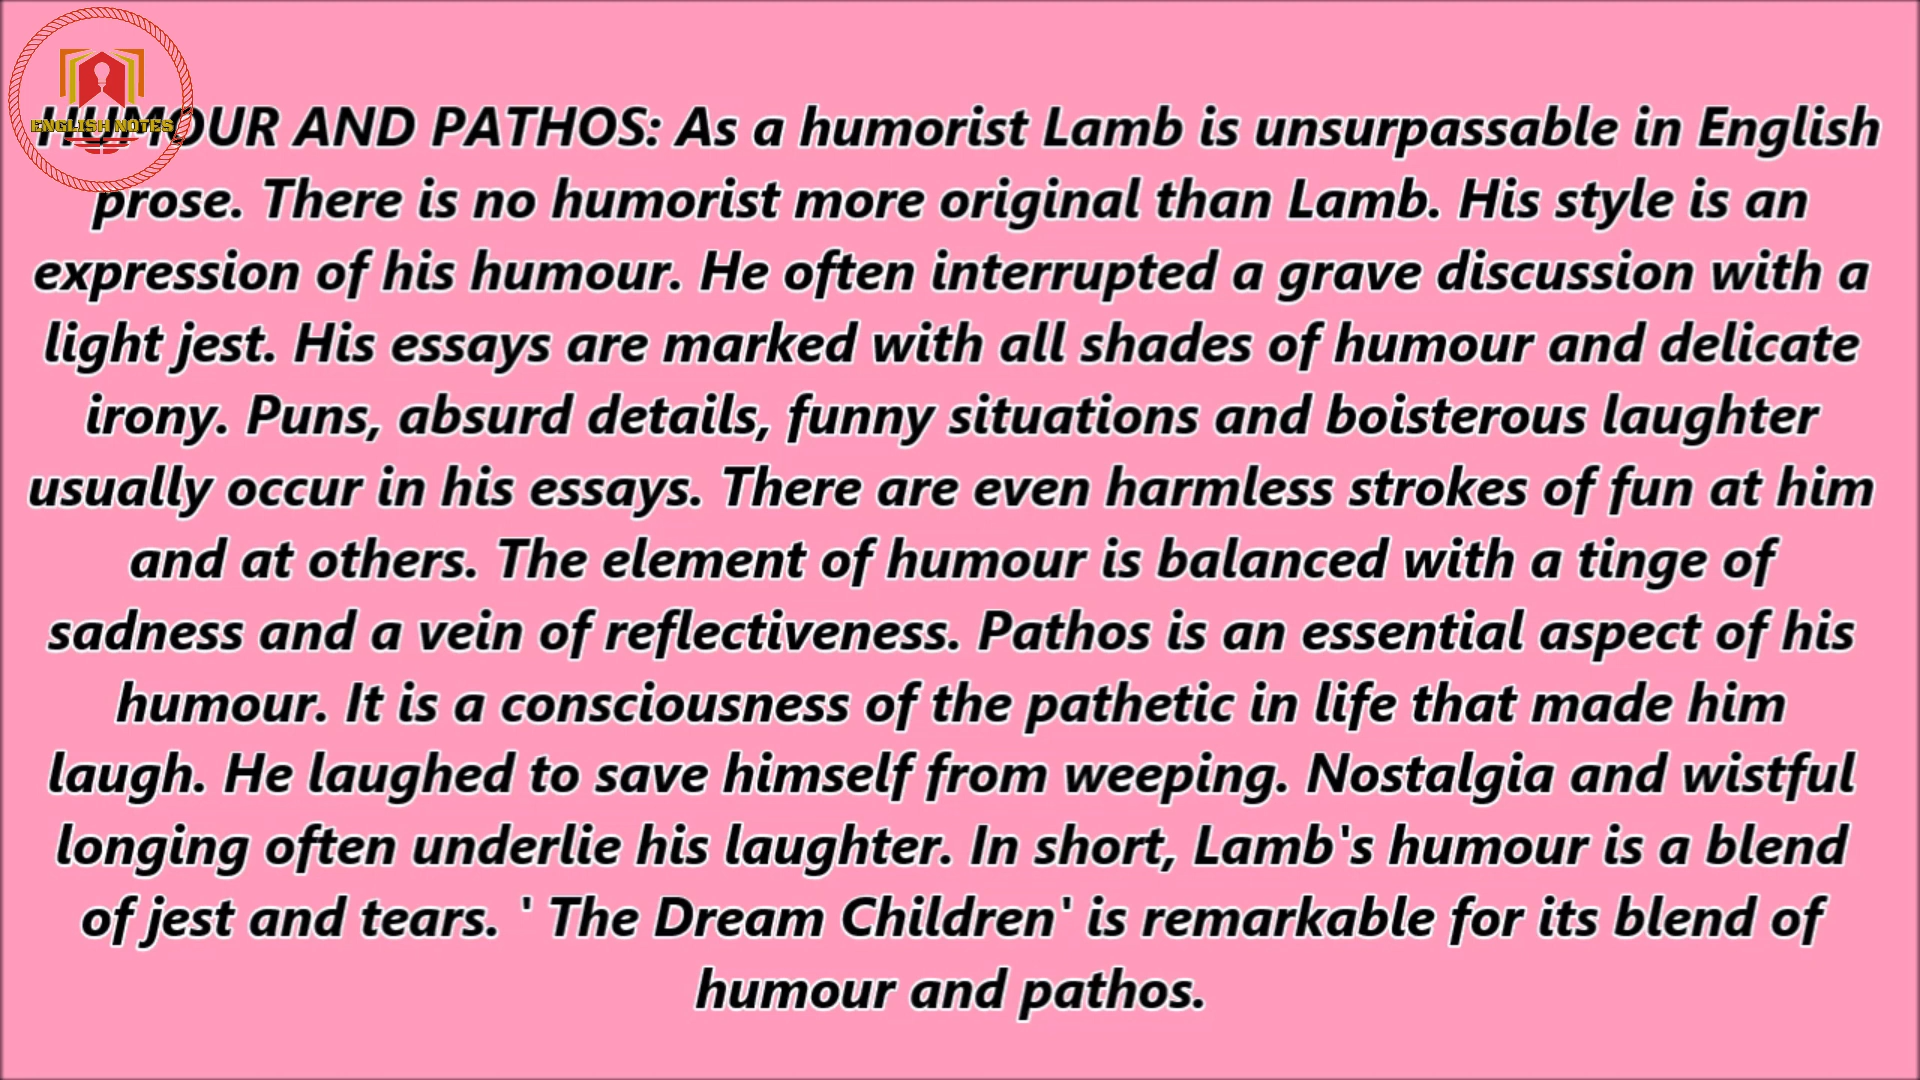 ENGLISH NOTES
HUMOUR AND PATHOS: As a humorist Lamb is unsurpassable in English
prose. There is no humorist more original than Lamb. His style is an
expression of his humour. He often interrupted a grave discussion with a
light jest. His essays are marked with all shades of humour and delicate
irony. Puns, absurd details, funny situations and boisterous laughter
usually occur in his essays. There are even harmless strokes of fun at him
and at others. The element of humour is balanced with a tinge of
sadness and a vein of reflectiveness. Pathos is an essential aspect of his
humour. It is a consciousness of the pathetic in life that made him
laugh. He laughed to save himself from weeping. Nostalgia and wistful
longing often underlie his laughter. In short, Lamb's humour is a blend
of jest and tears. ' The Dream Children' is remarkable for its blend of
humour and pathos.